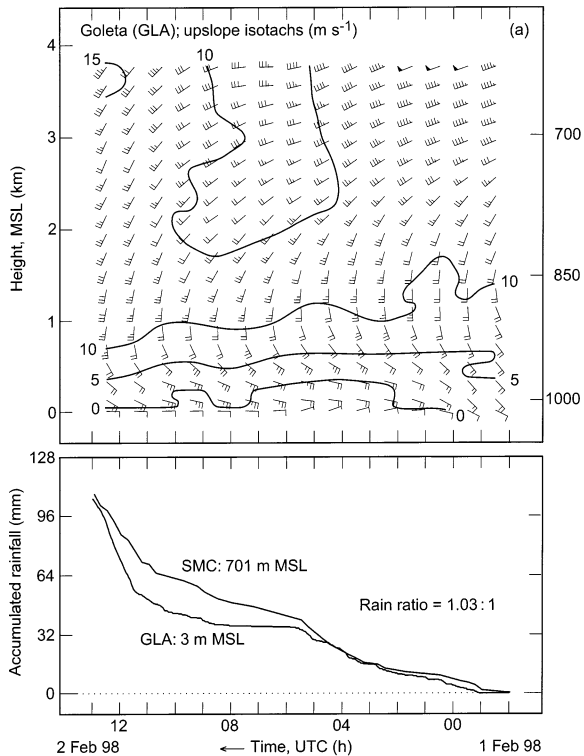 Goleta (GLA); upslope isotachs (m s-1)
(a)
4
3
2
1
0
Height, MSL (km)
15
10
10
10
5
5
0
0
700
850
1000
128
96
64
32
0
Accumulated rainfall (mm)
SMC: 701 m MSL
Rain ratio = 1.03 : 1
GLA: 3 m MSL
12
08
04
00
2 Feb 98
← Time, UTC (h)
1 Feb 98